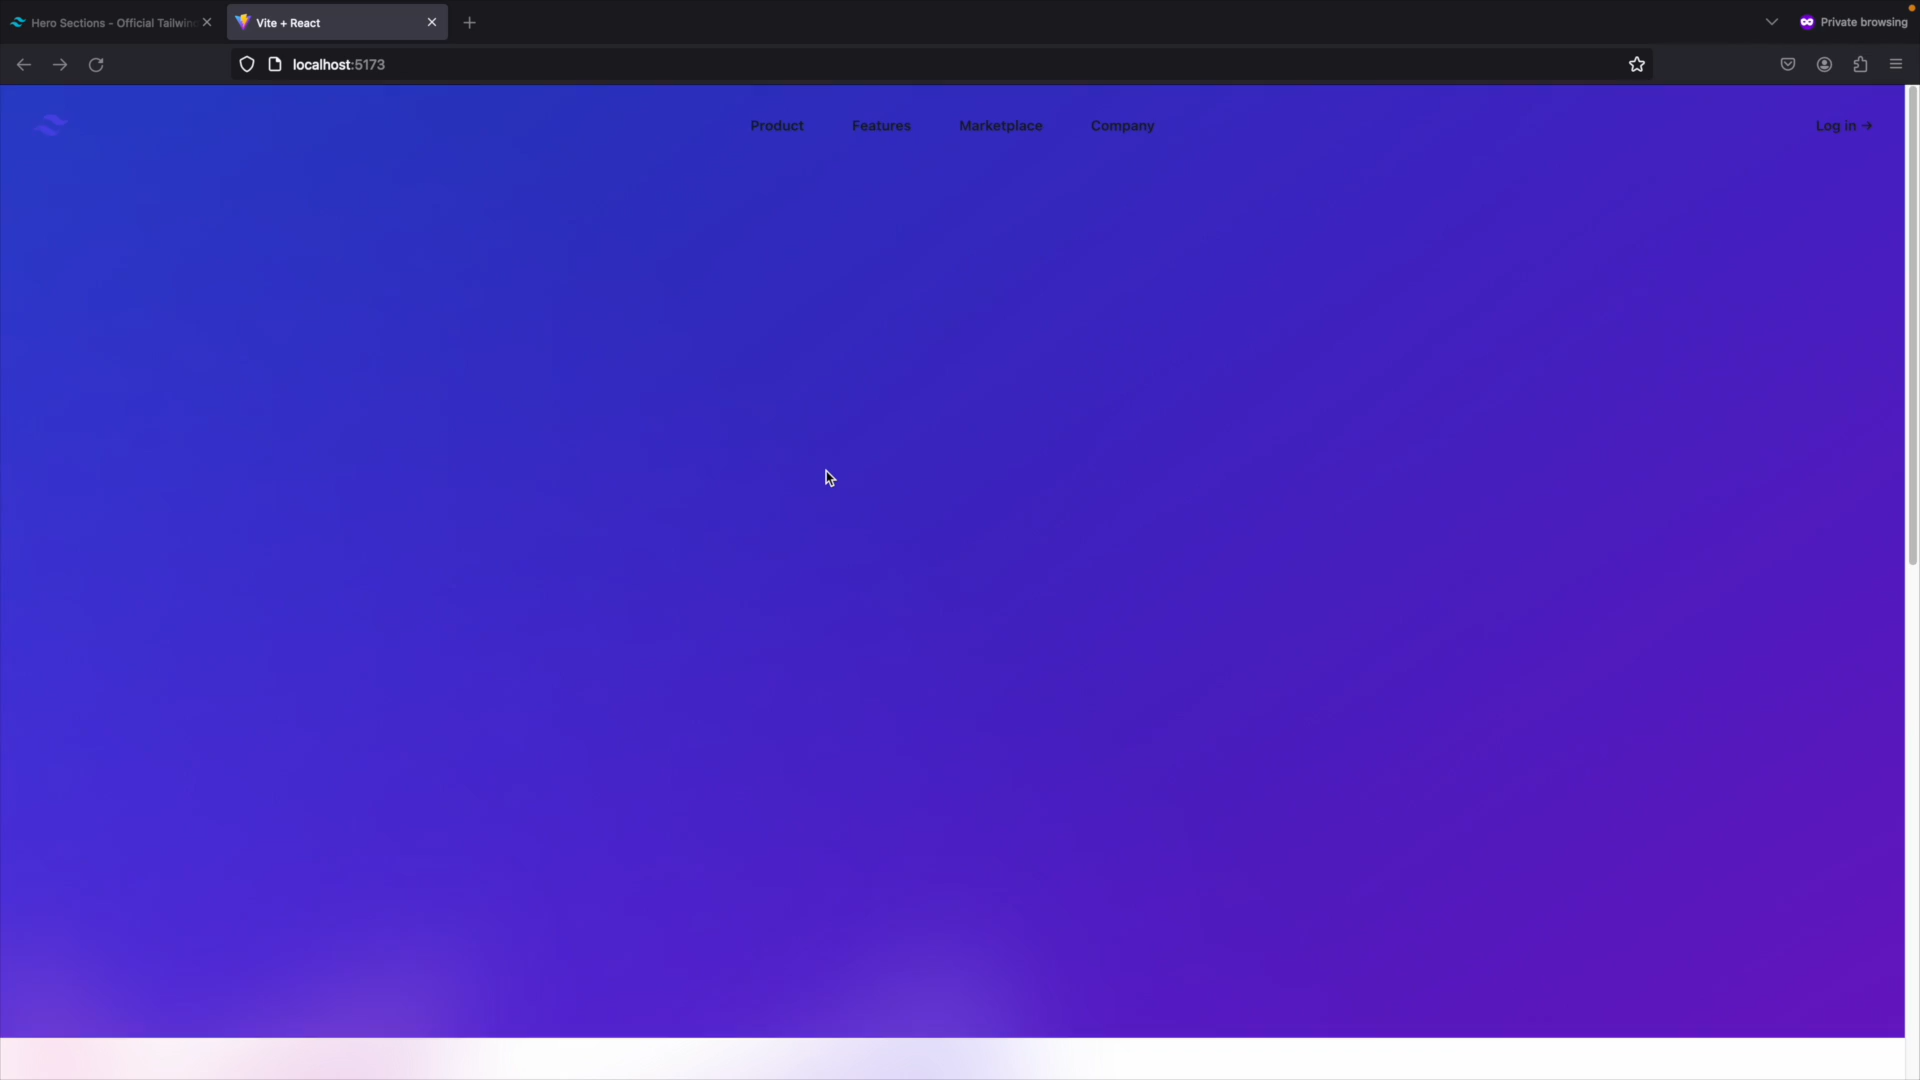 Hero Sections - Official Tailwin
Vite + React
Private browsing
localhost:5173
Product
Features
Marketplace
Company
Log in →